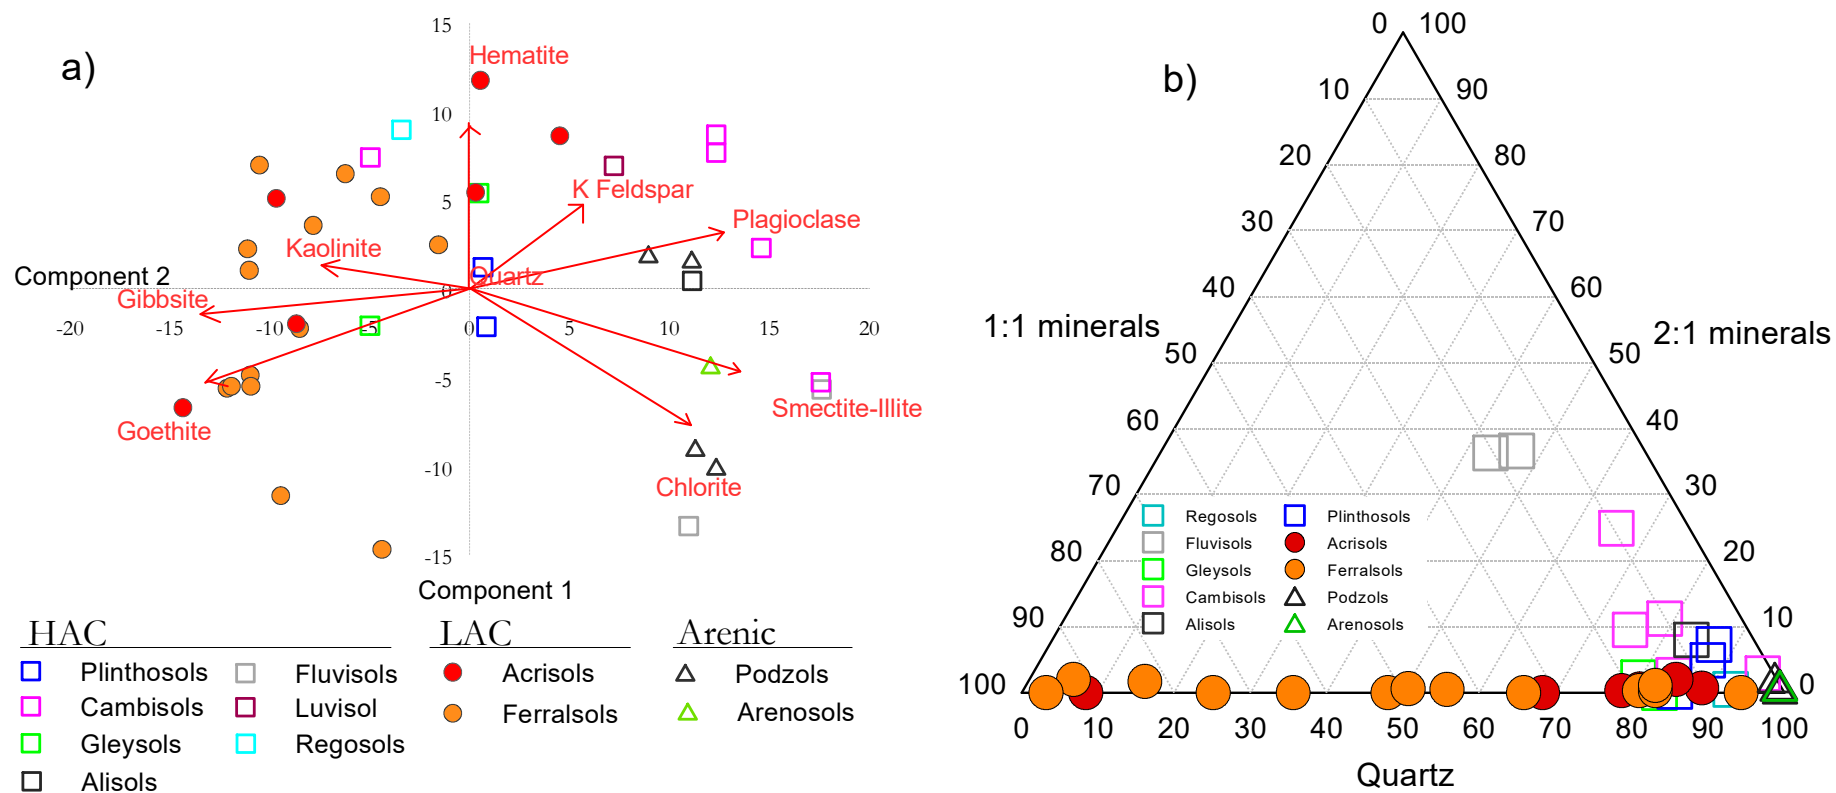 a)
15
Hematite
10
5
K Feldspar
Plagioclase
Kaolinite
Component 2
Quartz
Gibbsite
0
-20 -15 -10 -5 0 5 10 15 20
-5
Smectite-Illite
Goethite
-10
Chlorite
-15
Component 1
HAC
Plinthosols
Fluvisols
Cambisols
Luvisol
Gleysols
Regosols
Alisols
LAC
Acrisols
Ferralsols
Arenic
Podzols
Arenosols
b)
0 100
10 90
20 80
30 70
40 60
1:1 minerals 2:1 minerals
50 50
60 40
70 30
Regosols Plinthosols
Fluvisols Acrisols
Gleysols Ferralsols
Cambisols Podzols
Alisols Arenosols
80 20
90 10
100 0
0 10 20 30 40 50 60 70 80 90 100
Quartz